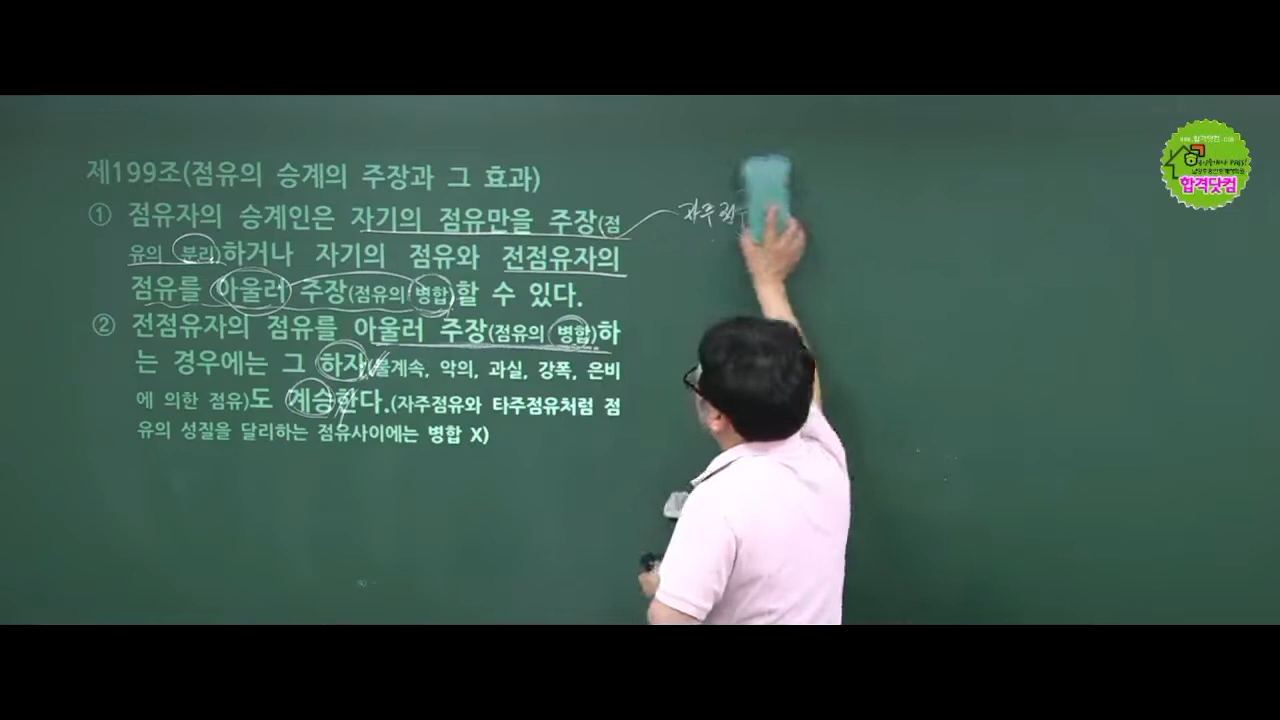 제199조(점유의 승계의 주장과 그 효과)
① 점유자의 승계인은 자기의 점유만을 주장(점
유의 분리)하거나 자기의 점유와 전점유자의
점유를 아울러 주장(점유의 병합)할 수 있다.
② 전점유자의 점유를 아울러 주장(점유의 병합)하
는 경우에는 그 하자(불계속, 악의, 과실, 강폭, 은비
에 의한 점유)도 계승한다.(자주점유와 타주점유처럼 점
유의 성질을 달리하는 점유사이에는 병합 X)
합격닷컴